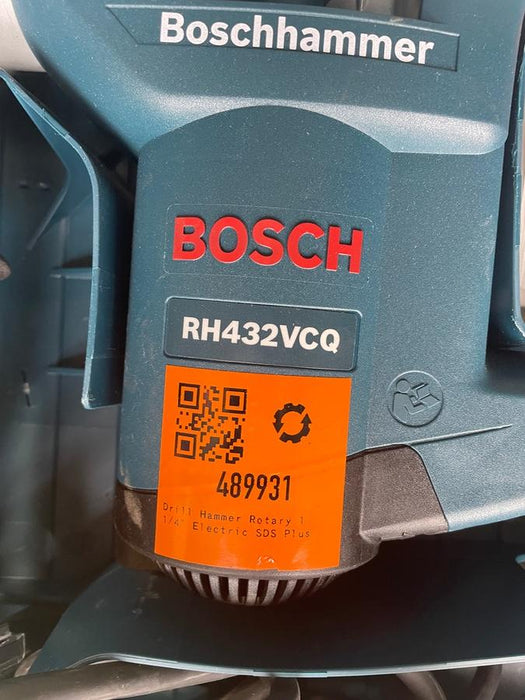 Boschhammer
BOSCH
RH432VCQ
489931
Drill Hammer Rotary 1
1/4" Electric SDS Plus